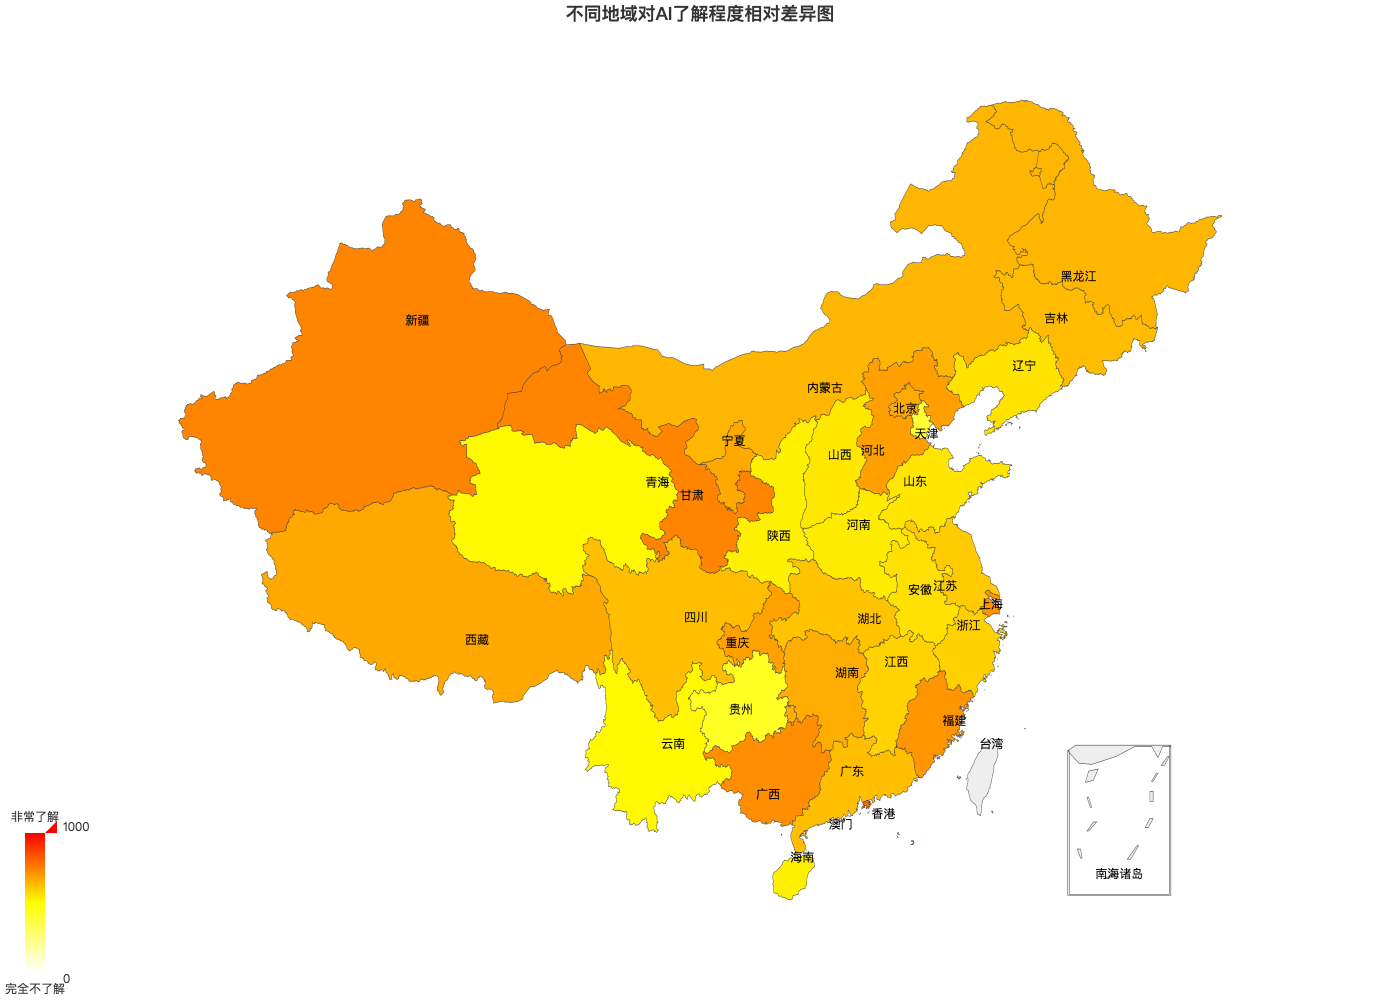 不同地域对AI了解程度相对差异图
黑龙江
吉林
新疆
辽宁
内蒙古
北京
天津
宁夏
河北
山西
青海
山东
甘肃
河南
陕西
江苏
安徽
上海
四川
湖北
浙江
西藏
重庆
江西
湖南
贵州
福建
云南
台湾
广东
广西
香港
澳门
海南
南海诸岛
非常了解
1000
0
完全不了解